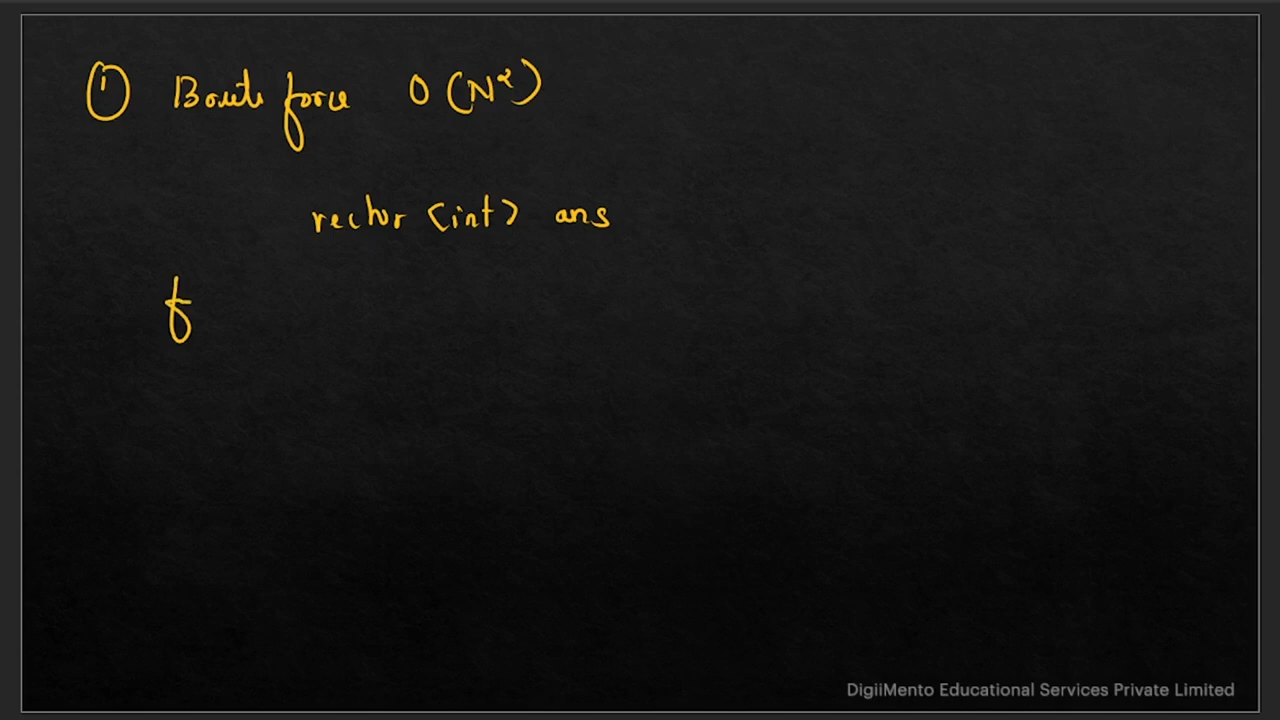 ① Brute force O(N²)
vector <int> ans
f
DigiiMento Educational Services Private Limited